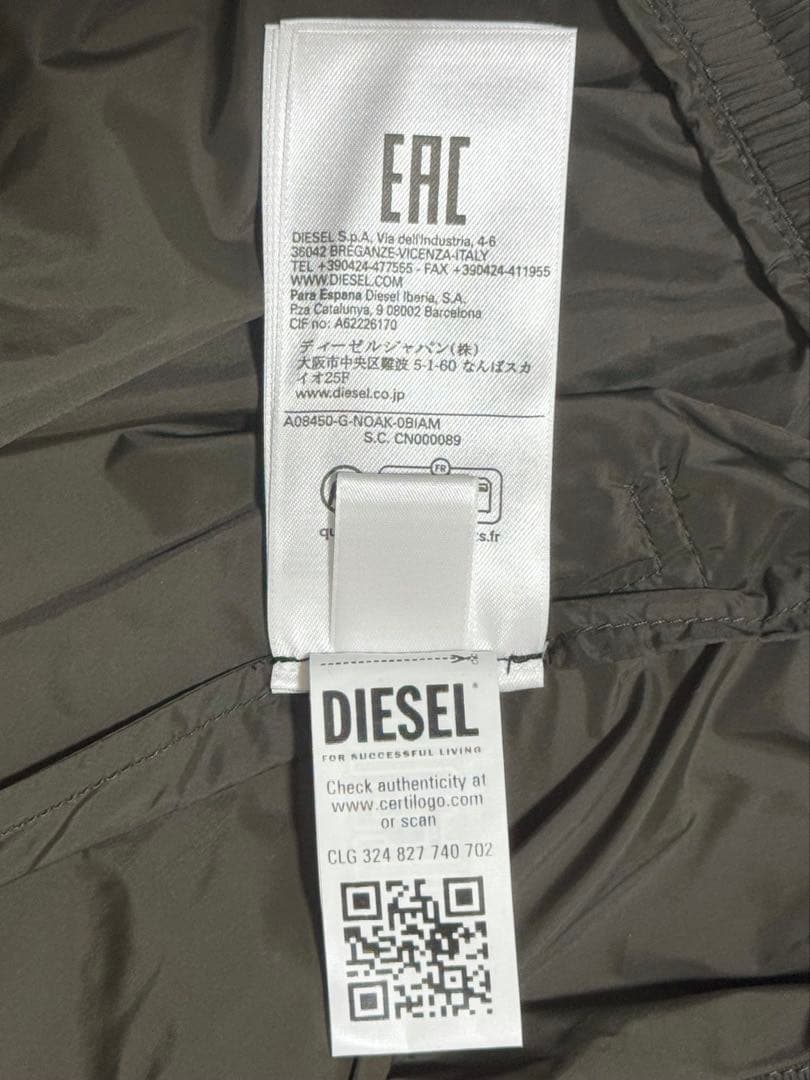 EAC
DIESEL S.p.A. Via dell'Industria, 4-6
36042 BREGANZE-VICENZA-ITALY
TEL +390424-477555 - FAX +390424-411955
WWW.DIESEL.COM
Para Espana Diesel Iberia, S.A.
Pza Catalunya, 9 08002 Barcelona
CIF no: A62226170
ディーゼルジャパン(株)
大阪市中央区難波 5-1-60 なんばスカ
イオ25F
www.diesel.co.jp
A08450-G-NOAK-0BIAM
S.C. CN000089
FR
DIESEL
FOR SUCCESSFUL LIVING
Check authenticity at
www.certilogo.com
or scan
CLG 324 827 740 702